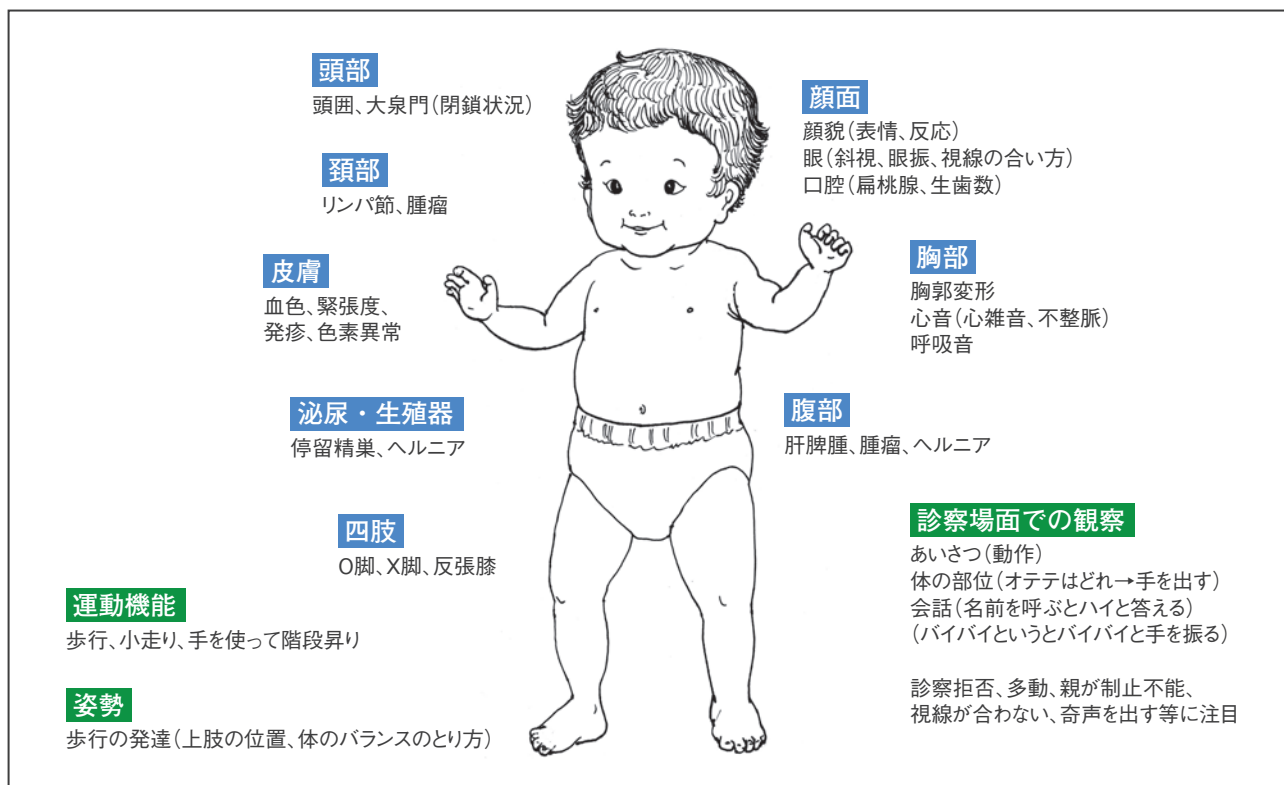 頭部
頭囲、大泉門（閉鎖状況）
顔面
顔貌（表情、反応）
眼（斜視、眼振、視線の合い方）
口腔（扁桃腺、生歯数）
頚部
リンパ節、腫瘤
皮膚
血色、緊張度、
発疹、色素異常
胸部
胸郭変形
心音（心雑音、不整脈）
呼吸音
泌尿・生殖器
停留精巣、ヘルニア
腹部
肝脾腫、腫瘤、ヘルニア
四肢
O脚、X脚、反張膝
診察場面での観察
あいさつ（動作）
体の部位（オテテはどれ→手を出す）
会話（名前を呼ぶとハイと答える）
（バイバイというとバイバイと手を振る）
診察拒否、多動、親が制止不能、
視線が合わない、奇声を出す等に注目
運動機能
歩行、小走り、手を使って階段昇り
姿勢
歩行の発達（上肢の位置、体のバランスのとり方）